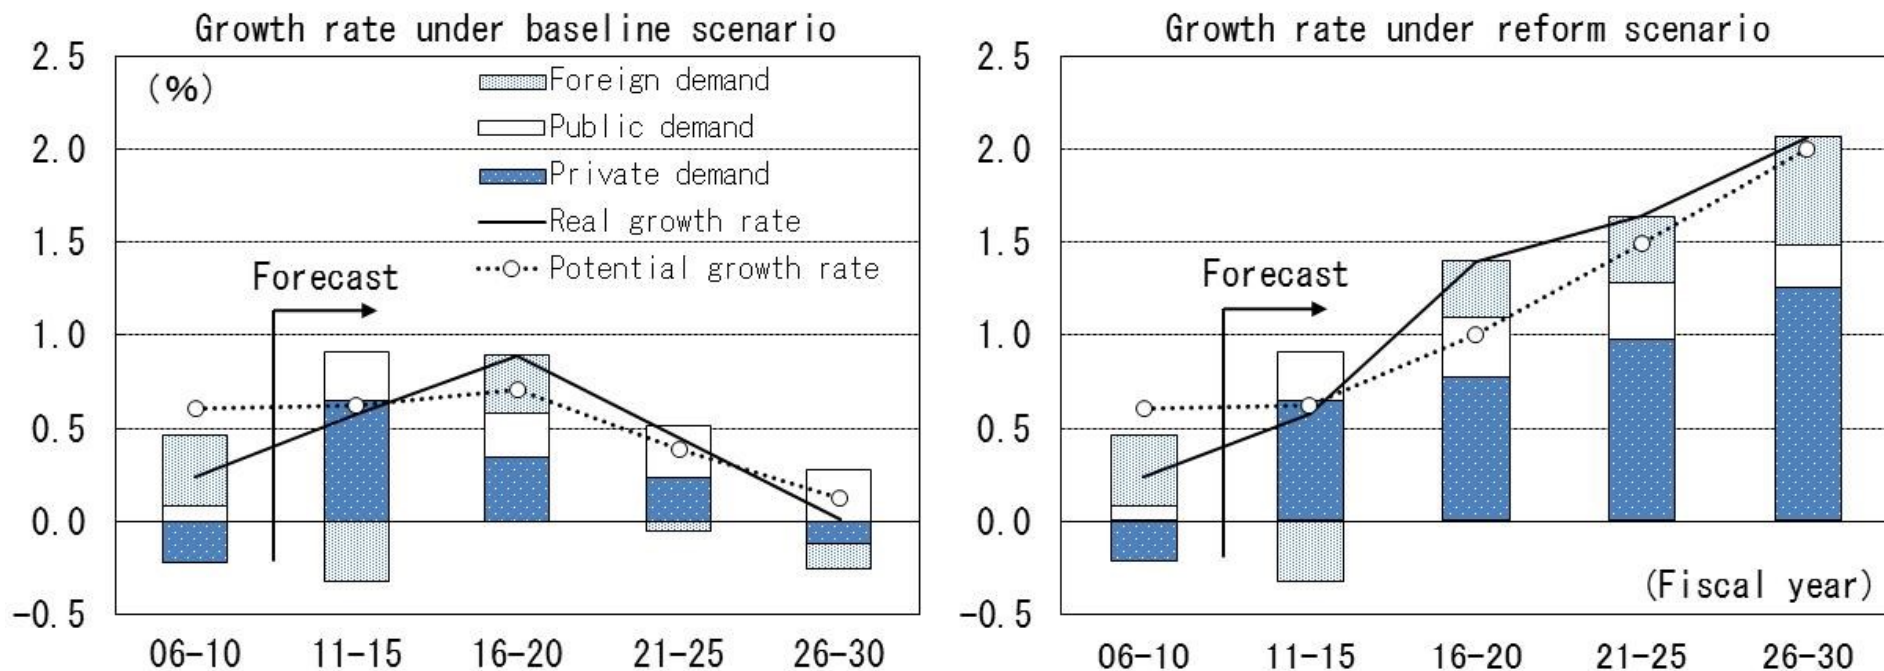 Growth rate under baseline scenario
2.5
2.0
1.5
1.0
0.5
0.0
-0.5
(%)
Foreign demand
Public demand
Private demand
Real growth rate
Potential growth rate
Forecast
06-10 11-15 16-20 21-25 26-30
Growth rate under reform scenario
2.5
2.0
1.5
1.0
0.5
0.0
-0.5
Forecast
(Fiscal year)
06-10 11-15 16-20 21-25 26-30